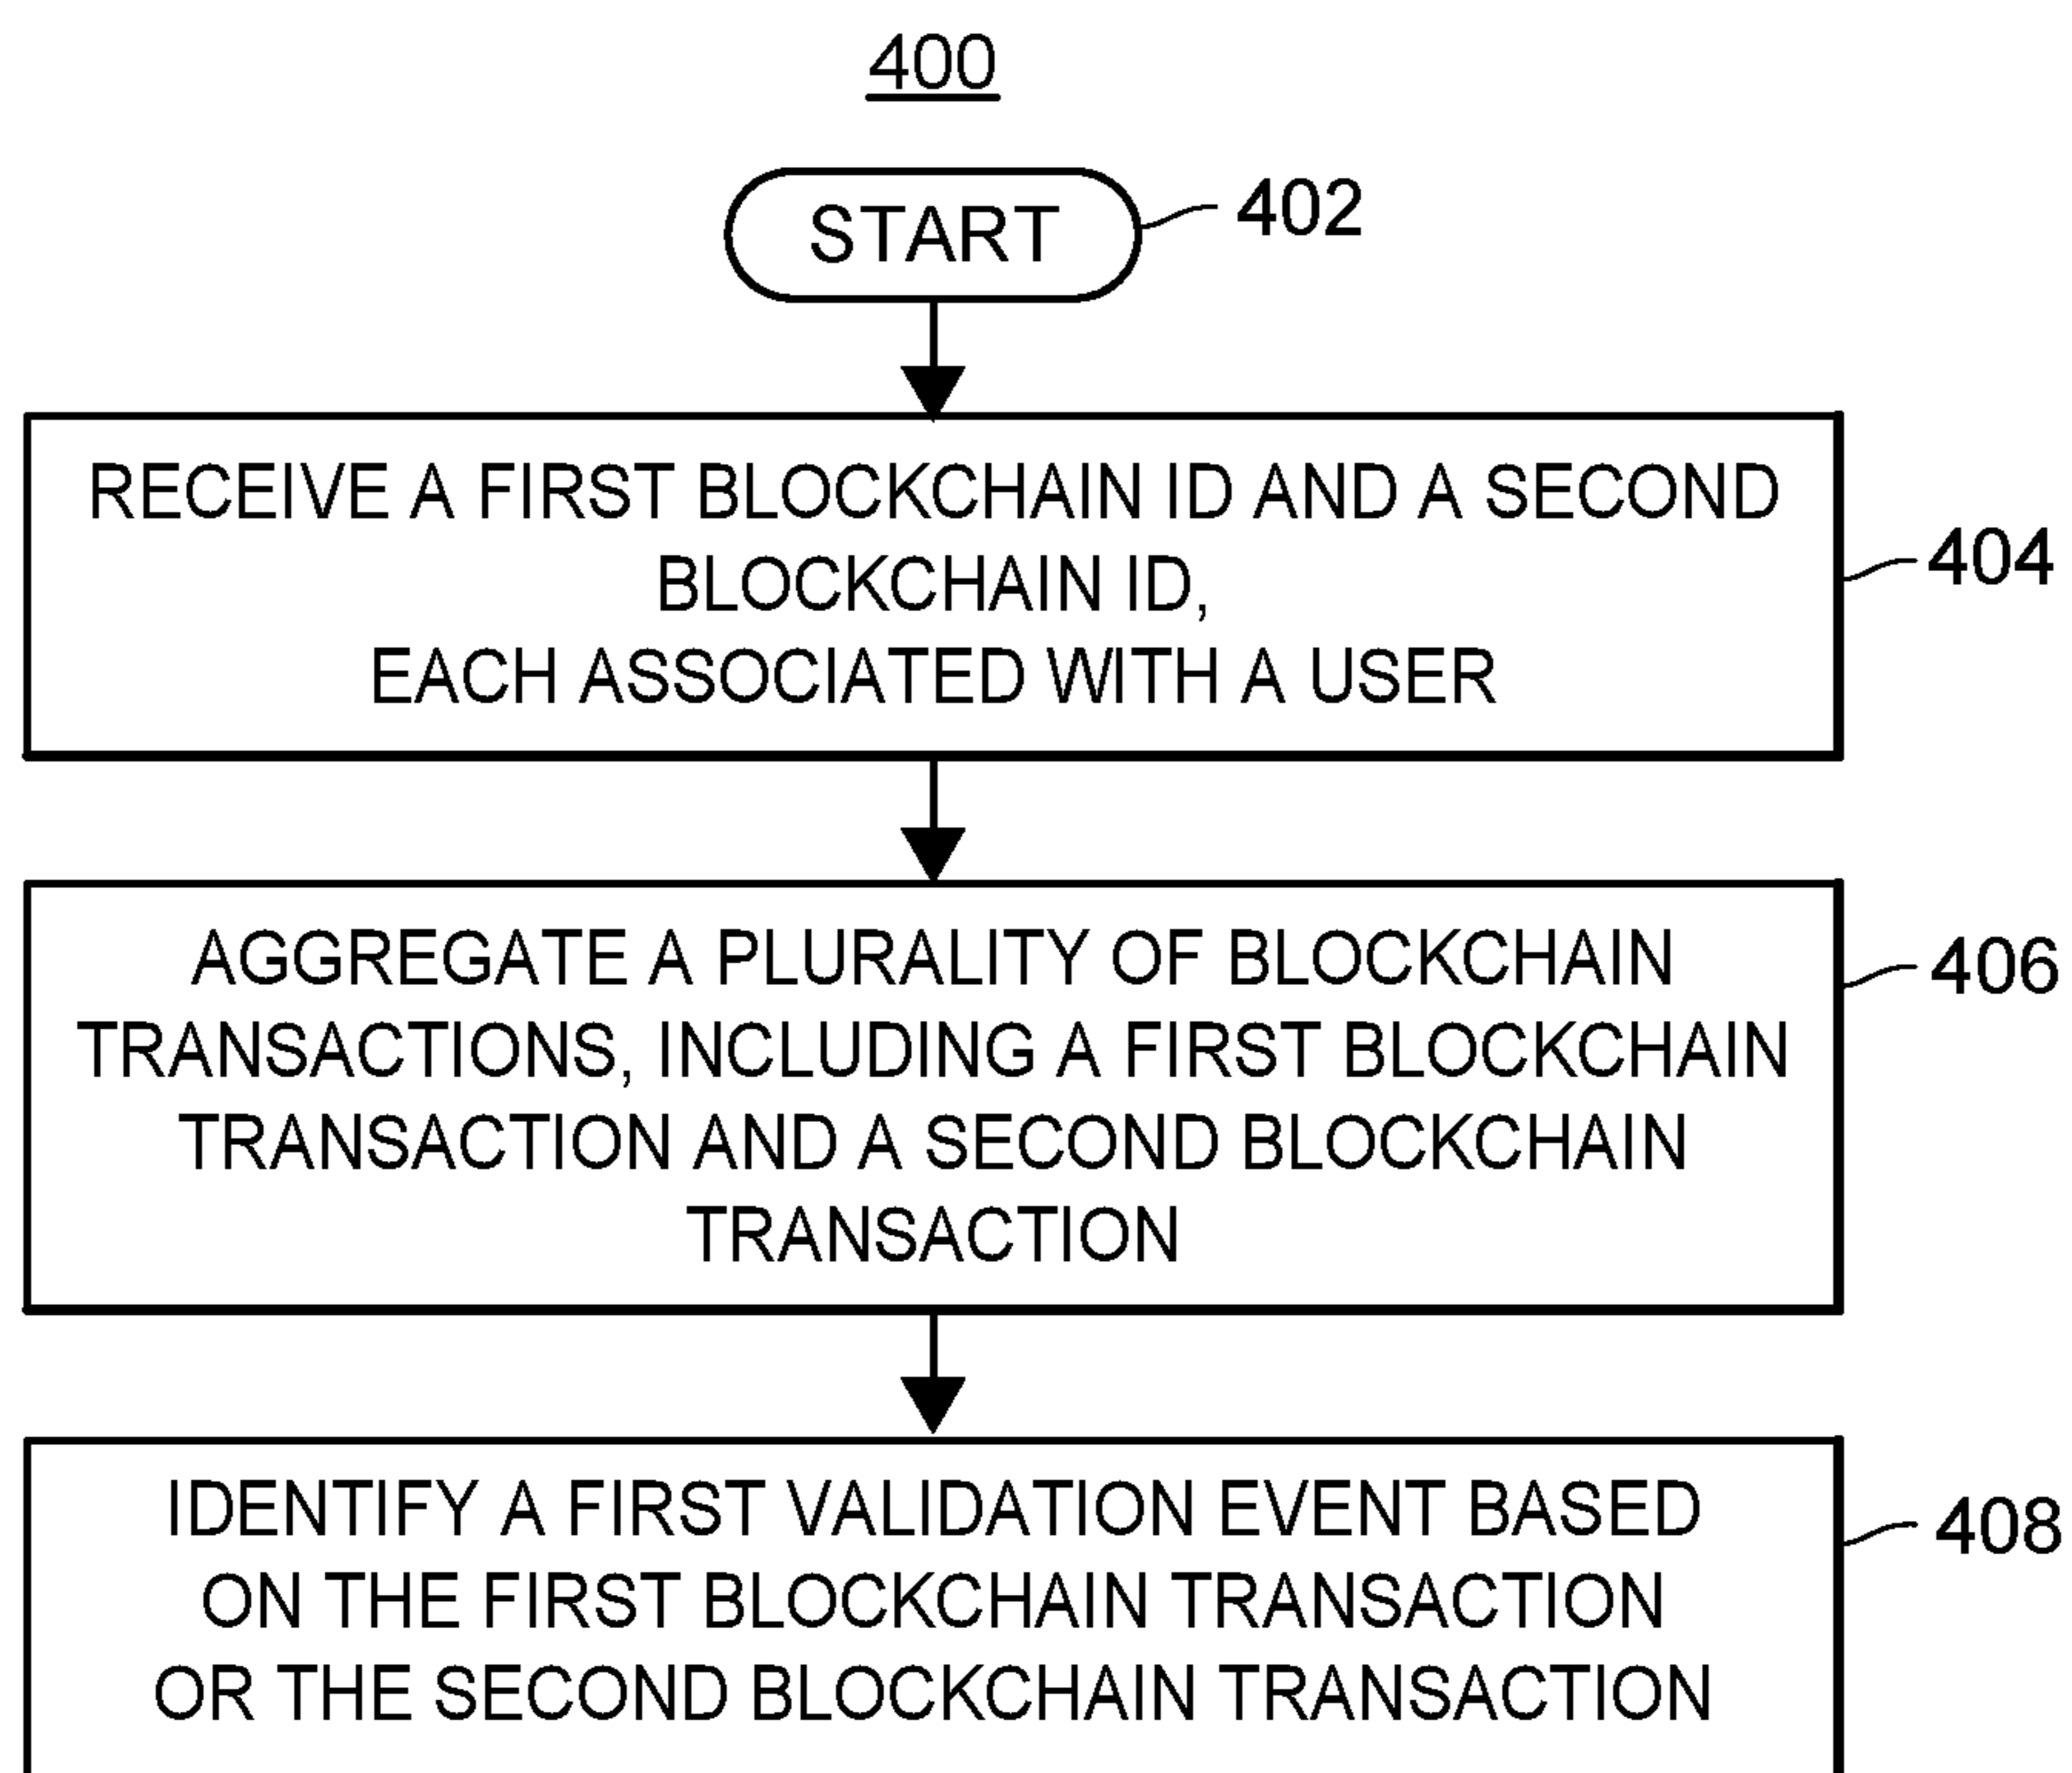 400
START
402
RECEIVE A FIRST BLOCKCHAIN ID AND A SECOND
BLOCKCHAIN ID,
EACH ASSOCIATED WITH A USER
404
AGGREGATE A PLURALITY OF BLOCKCHAIN
TRANSACTIONS, INCLUDING A FIRST BLOCKCHAIN
TRANSACTION AND A SECOND BLOCKCHAIN
TRANSACTION
406
IDENTIFY A FIRST VALIDATION EVENT BASED
ON THE FIRST BLOCKCHAIN TRANSACTION
OR THE SECOND BLOCKCHAIN TRANSACTION
408